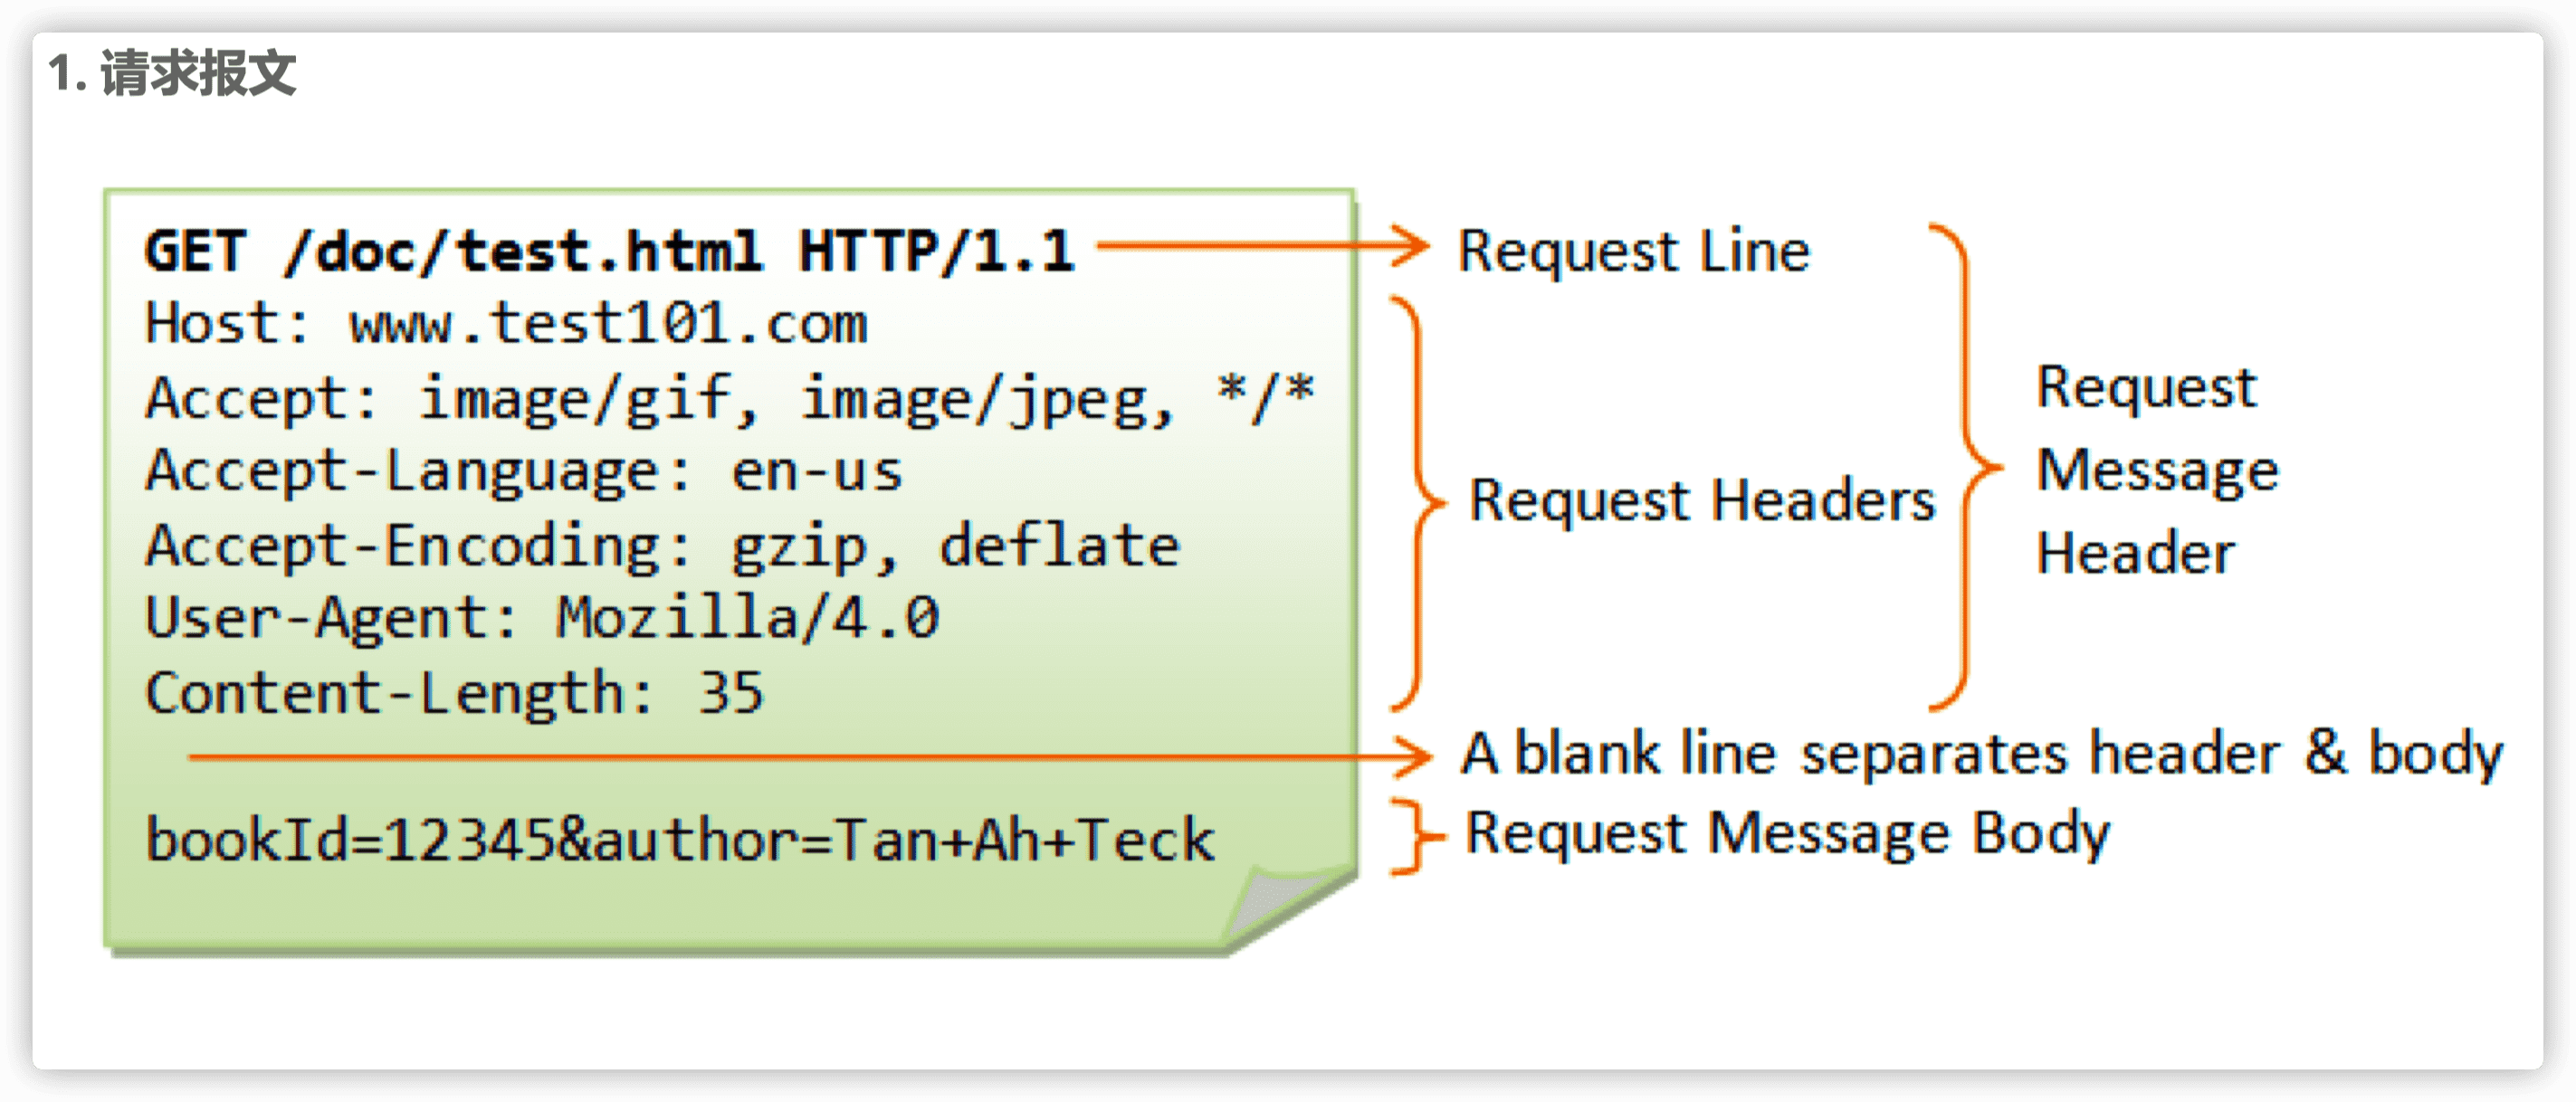 1. 请求报文
GET /doc/test.html HTTP/1.1
Host: www.test101.com
Accept: image/gif, image/jpeg, */*
Accept-Language: en-us
Accept-Encoding: gzip, deflate
User-Agent: Mozilla/4.0
Content-Length: 35
bookId=12345&author=Tan+Ah+Teck
Request Line
Request Headers
Request
Message
Header
A blank line separates header & body
Request Message Body